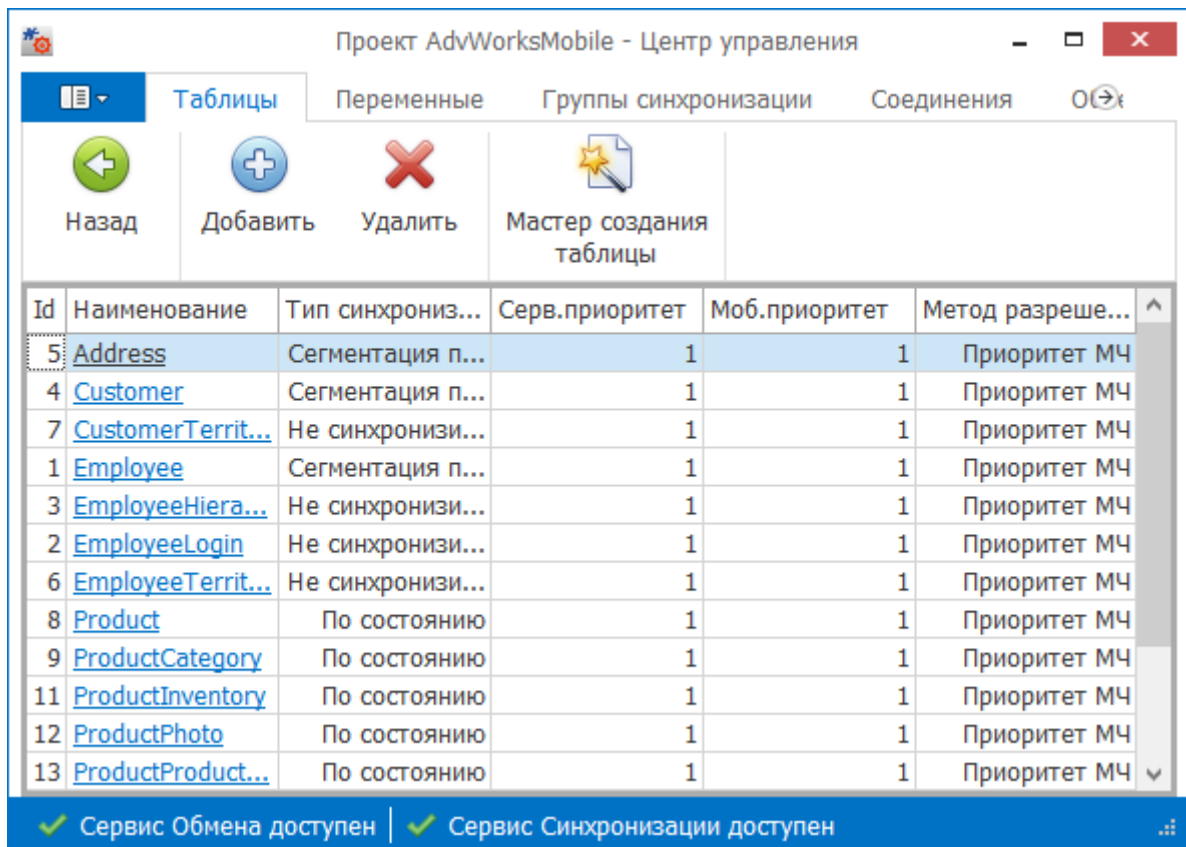 Проект AdvWorksMobile - Центр управления
Таблицы Переменные Группы синхронизации Соединения
Назад Добавить Удалить Мастер создания
таблицы
Id Наименование Тип синхрониз... Серв.приоритет Моб.приоритет Метод разреше...
5 Address Сегментация п... 1 1 Приоритет МЧ
4 Customer Сегментация п... 1 1 Приоритет МЧ
7 CustomerTerrit... Не синхронизи... 1 1 Приоритет МЧ
1 Employee Сегментация п... 1 1 Приоритет МЧ
3 EmployeeHiera... Не синхронизи... 1 1 Приоритет МЧ
2 EmployeeLogin Не синхронизи... 1 1 Приоритет МЧ
6 EmployeeTerrit... Не синхронизи... 1 1 Приоритет МЧ
8 Product По состоянию 1 1 Приоритет МЧ
9 ProductCategory По состоянию 1 1 Приоритет МЧ
11 ProductInventory По состоянию 1 1 Приоритет МЧ
12 ProductPhoto По состоянию 1 1 Приоритет МЧ
13 ProductProduct... По состоянию 1 1 Приоритет МЧ
Сервис Обмена доступен Сервис Синхронизации доступен